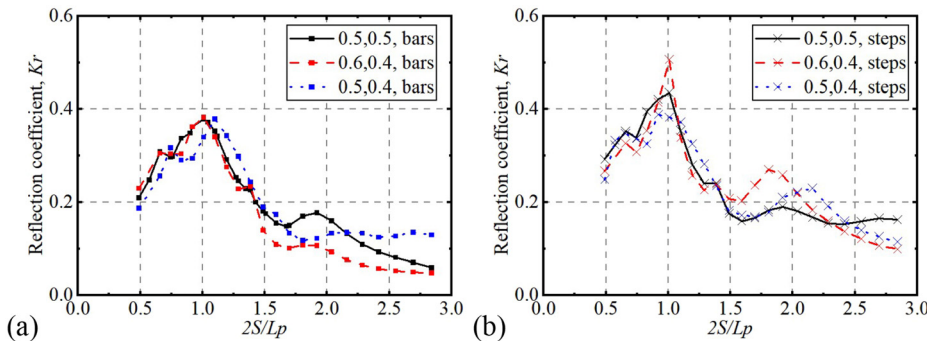 0.6
0.4
0.2
0.0
Reflection coefficient, Kr
0.5,0.5, bars
0.6,0.4, bars
0.5,0.4, bars
0.0 0.5 1.0 1.5 2.0 2.5 3.0
2S/Lp
(a)
0.6
0.4
0.2
0.0
Reflection coefficient, Kr
0.5,0.5, steps
0.6,0.4, steps
0.5,0.4, steps
0.0 0.5 1.0 1.5 2.0 2.5 3.0
2S/Lp
(b)